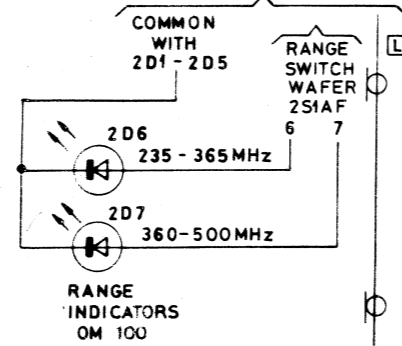 COMMON
WITH
2D1 - 2D5
RANGE
SWITCH
WAFER
2S1AF
6 7
L
2D6
235 - 365MHz
2D7
360-500MHz
RANGE
INDICATORS
OM 100